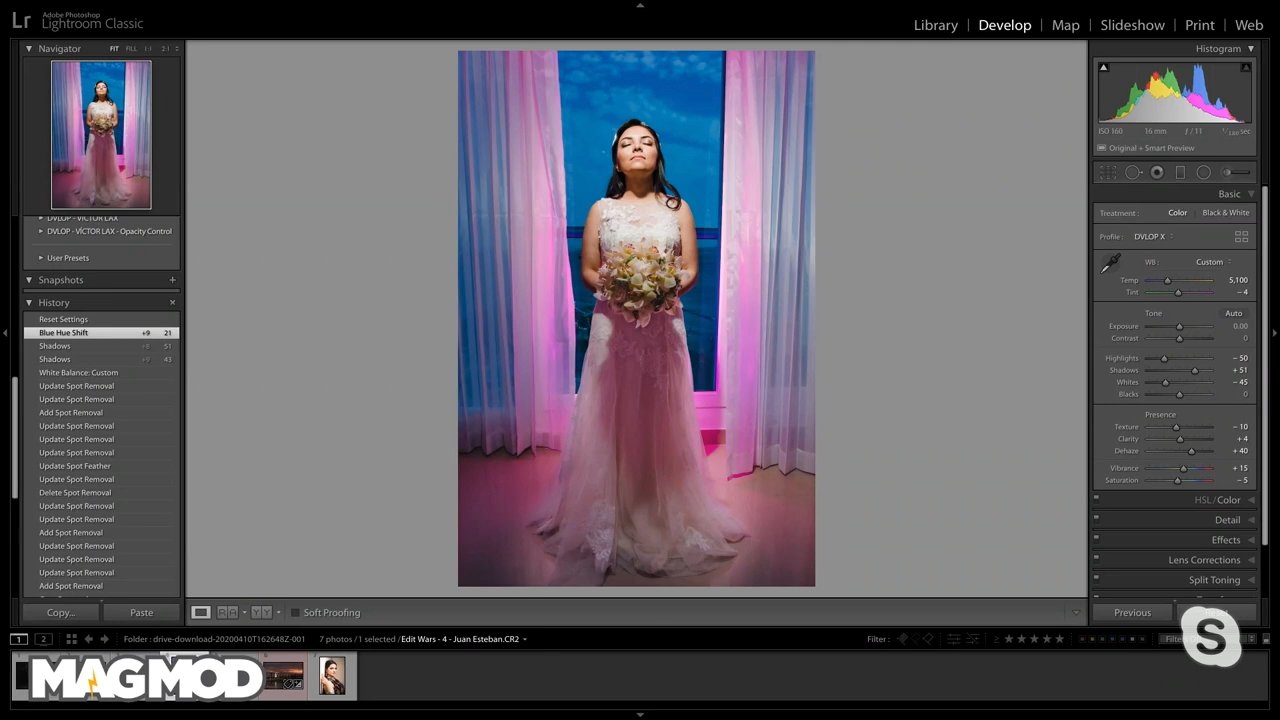 Lr Adobe Photoshop Lightroom Classic
Library | Develop | Map | Slideshow | Print | Web
Navigator FIT FILL 1:1 2:1
Histogram
ISO 160 16 mm f / 11
Original + Smart Preview
Basic
Treatment : Color Black & White
Profile : DVLOP X
WB : Custom
Temp 5,100
Tint − 4
Tone Auto
Exposure 0.00
Contrast 0
Highlights − 50
Shadows + 51
Whites − 45
Blacks 0
Presence
Texture − 10
Clarity + 4
Dehaze + 40
Vibrance + 15
Saturation − 5
HSL / Color
Detail
Effects
Lens Corrections
Split Toning
Previous
DVLOP - VÍCTOR LAX
DVLOP - VÍCTOR LAX - Opacity Control
User Presets
Snapshots +
History ×
Reset Settings
Blue Hue Shift +9 21
Shadows +8 51
Shadows +9 43
White Balance: Custom
Update Spot Removal
Update Spot Removal
Add Spot Removal
Update Spot Removal
Update Spot Removal
Update Spot Removal
Update Spot Feather
Update Spot Removal
Delete Spot Removal
Update Spot Removal
Update Spot Removal
Add Spot Removal
Update Spot Removal
Update Spot Removal
Update Spot Removal
Add Spot Removal
Copy... Paste
Soft Proofing
1 2 Folder : drive-download-20200410T162648Z-001 7 photos / 1 selected / Edit Wars - 4 - Juan Esteban.CR2
Filter :
MAGMOD
S